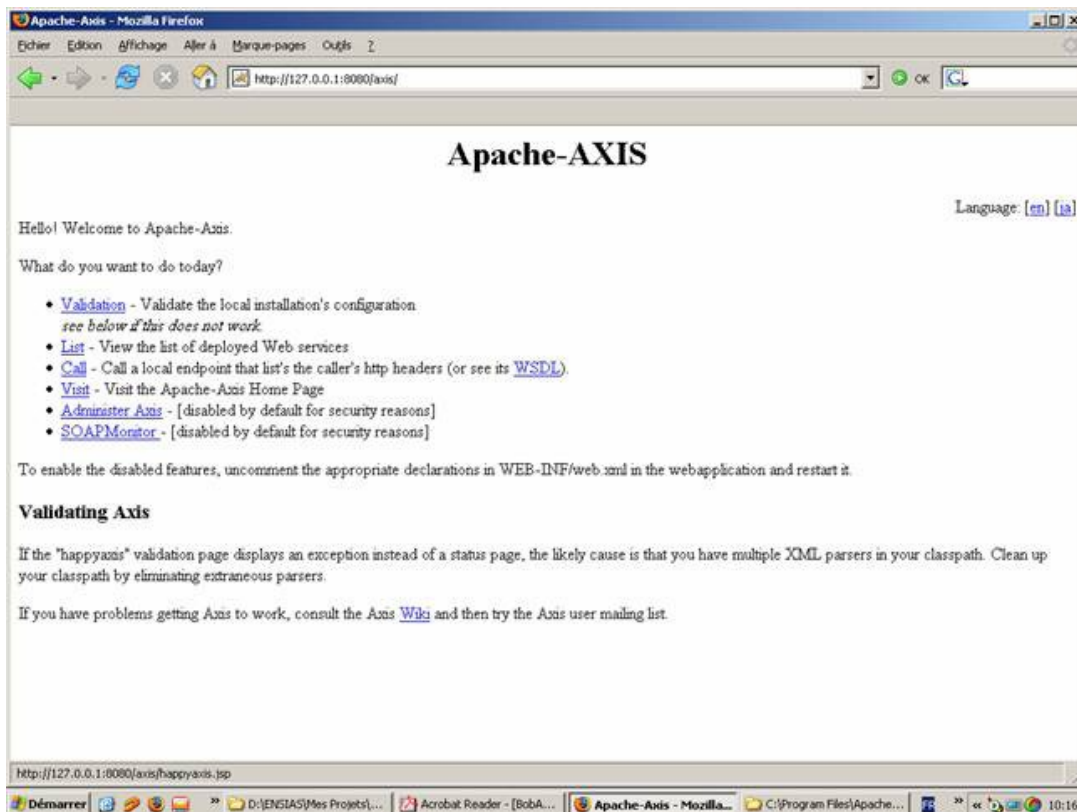 Apache-Axis - Mozilla Firefox
Fichier Edition Affichage Aller à Marque-pages Outils ?
http://127.0.0.1:8080/axis/ OK
Apache-AXIS
Language: [en] [ja]
Hello! Welcome to Apache-Axis.
What do you want to do today?
• Validation - Validate the local installation's configuration
see below if this does not work.
• List - View the list of deployed Web services
• Call - Call a local endpoint that list's the caller's http headers (or see its WSDL).
• Visit - Visit the Apache-Axis Home Page
• Administer Axis - [disabled by default for security reasons]
• SOAPMonitor - [disabled by default for security reasons]
To enable the disabled features, uncomment the appropriate declarations in WEB-INF/web.xml in the webapplication and restart it.
Validating Axis
If the "happyaxis" validation page displays an exception instead of a status page, the likely cause is that you have multiple XML parsers in your classpath. Clean up
your classpath by eliminating extraneous parsers.
If you have problems getting Axis to work, consult the Axis Wiki and then try the Axis user mailing list.
http://127.0.0.1:8080/axis/happyaxis.jsp
Démarrer » D:\ENSIAS\Mes Projets\... Acrobat Reader - [BobA... Apache-Axis - Mozilla... C:\Program Files\Apache... FR » « 10:16